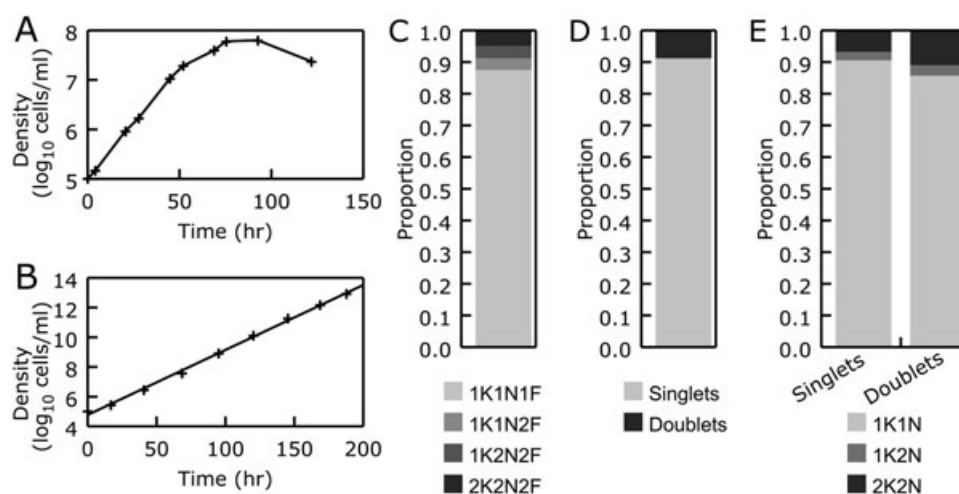 A
Density
(log10 cells/ml)
8
7
6
5
0
50
100
150
Time (hr)
B
Density
(log10 cells/ml)
14
12
10
8
6
4
0
50
100
150
200
Time (hr)
C
Proportion
1.0
0.9
0.8
0.7
0.6
0.5
0.4
0.3
0.2
0.1
0.0
1K1N1F
1K1N2F
1K2N2F
2K2N2F
D
Proportion
1.0
0.9
0.8
0.7
0.6
0.5
0.4
0.3
0.2
0.1
0.0
Singlets
Doublets
E
Proportion
1.0
0.9
0.8
0.7
0.6
0.5
0.4
0.3
0.2
0.1
0.0
Singlets
Doublets
1K1N
1K2N
2K2N